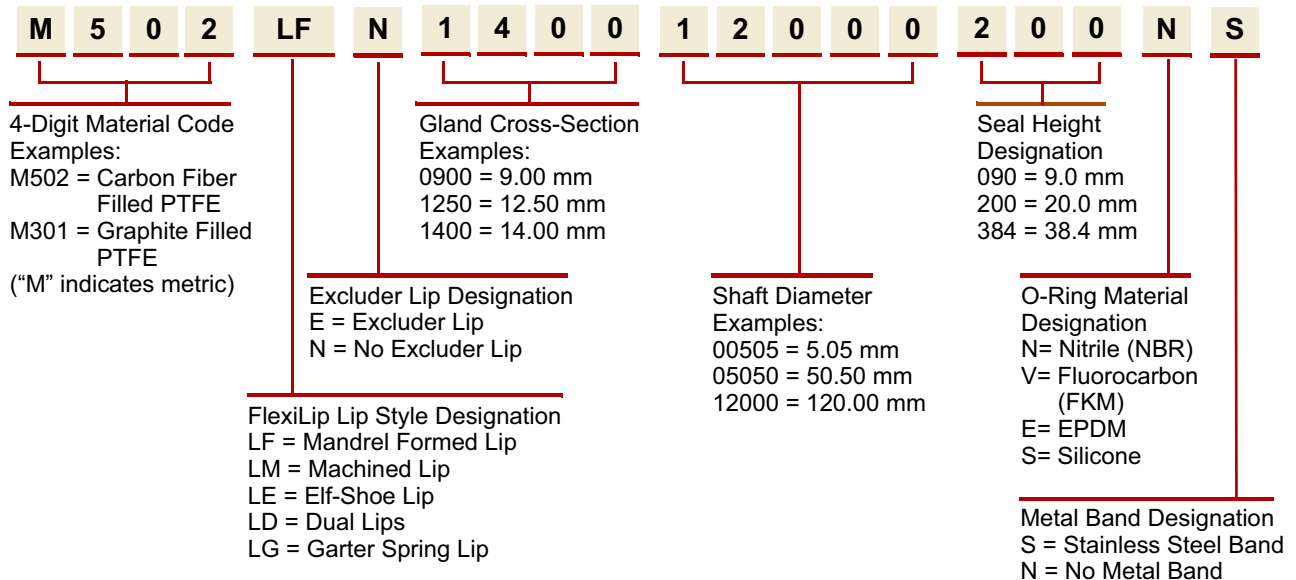 M 5 0 2 LF N 1 4 0 0 1 2 0 0 0 2 0 0 N S
4-Digit Material Code
Examples:
M502 = Carbon Fiber
Filled PTFE
M301 = Graphite Filled
PTFE
(“M” indicates metric)
Gland Cross-Section
Examples:
0900 = 9.00 mm
1250 = 12.50 mm
1400 = 14.00 mm
Seal Height
Designation
090 = 9.0 mm
200 = 20.0 mm
384 = 38.4 mm
Excluder Lip Designation
E = Excluder Lip
N = No Excluder Lip
Shaft Diameter
Examples:
00505 = 5.05 mm
05050 = 50.50 mm
12000 = 120.00 mm
O-Ring Material
Designation
N= Nitrile (NBR)
V= Fluorocarbon
(FKM)
E= EPDM
S= Silicone
FlexiLip Lip Style Designation
LF = Mandrel Formed Lip
LM = Machined Lip
LE = Elf-Shoe Lip
LD = Dual Lips
LG = Garter Spring Lip
Metal Band Designation
S = Stainless Steel Band
N = No Metal Band